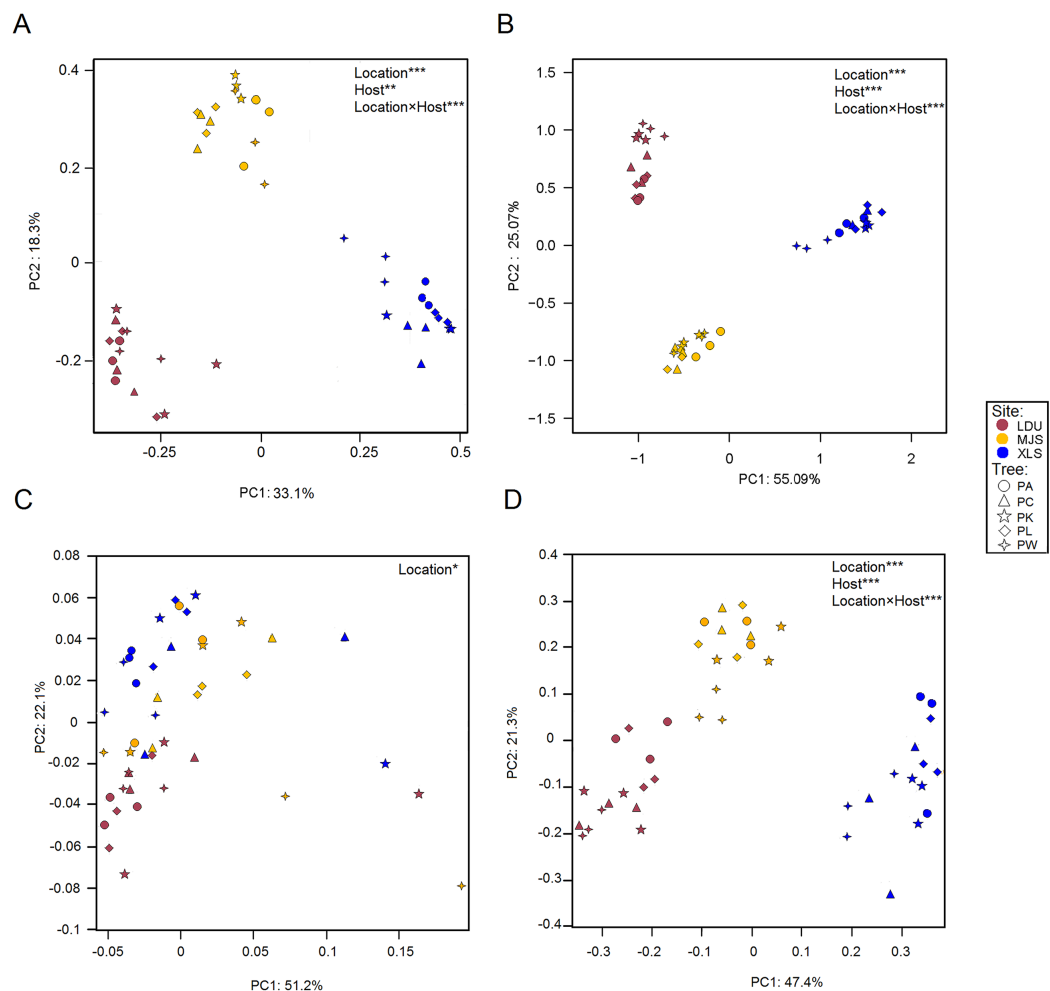 A
Location***
Host**
Location×Host***
0.4
0.2
0
-0.2
PC2 : 18.3%
-0.25
0
0.25
0.5
PC1: 33.1%
B
Location***
Host***
Location×Host***
1.5
1.0
0.5
0.0
−0.5
−1.0
−1.5
PC2 : 25.07%
−1
0
1
2
PC1: 55.09%
Site:
LDU
MJS
XLS
Tree:
PA
PC
PK
PL
PW
C
Location*
0.08
0.06
0.04
0.02
0
-0.02
-0.04
-0.06
-0.08
-0.1
PC2: 22.1%
-0.05
0
0.05
0.1
0.15
PC1: 51.2%
D
Location***
Host***
Location×Host***
0.4
0.3
0.2
0.1
0
-0.1
-0.2
-0.3
-0.4
PC2: 21.3%
-0.3
-0.2
-0.1
0
0.2
0.3
PC1: 47.4%